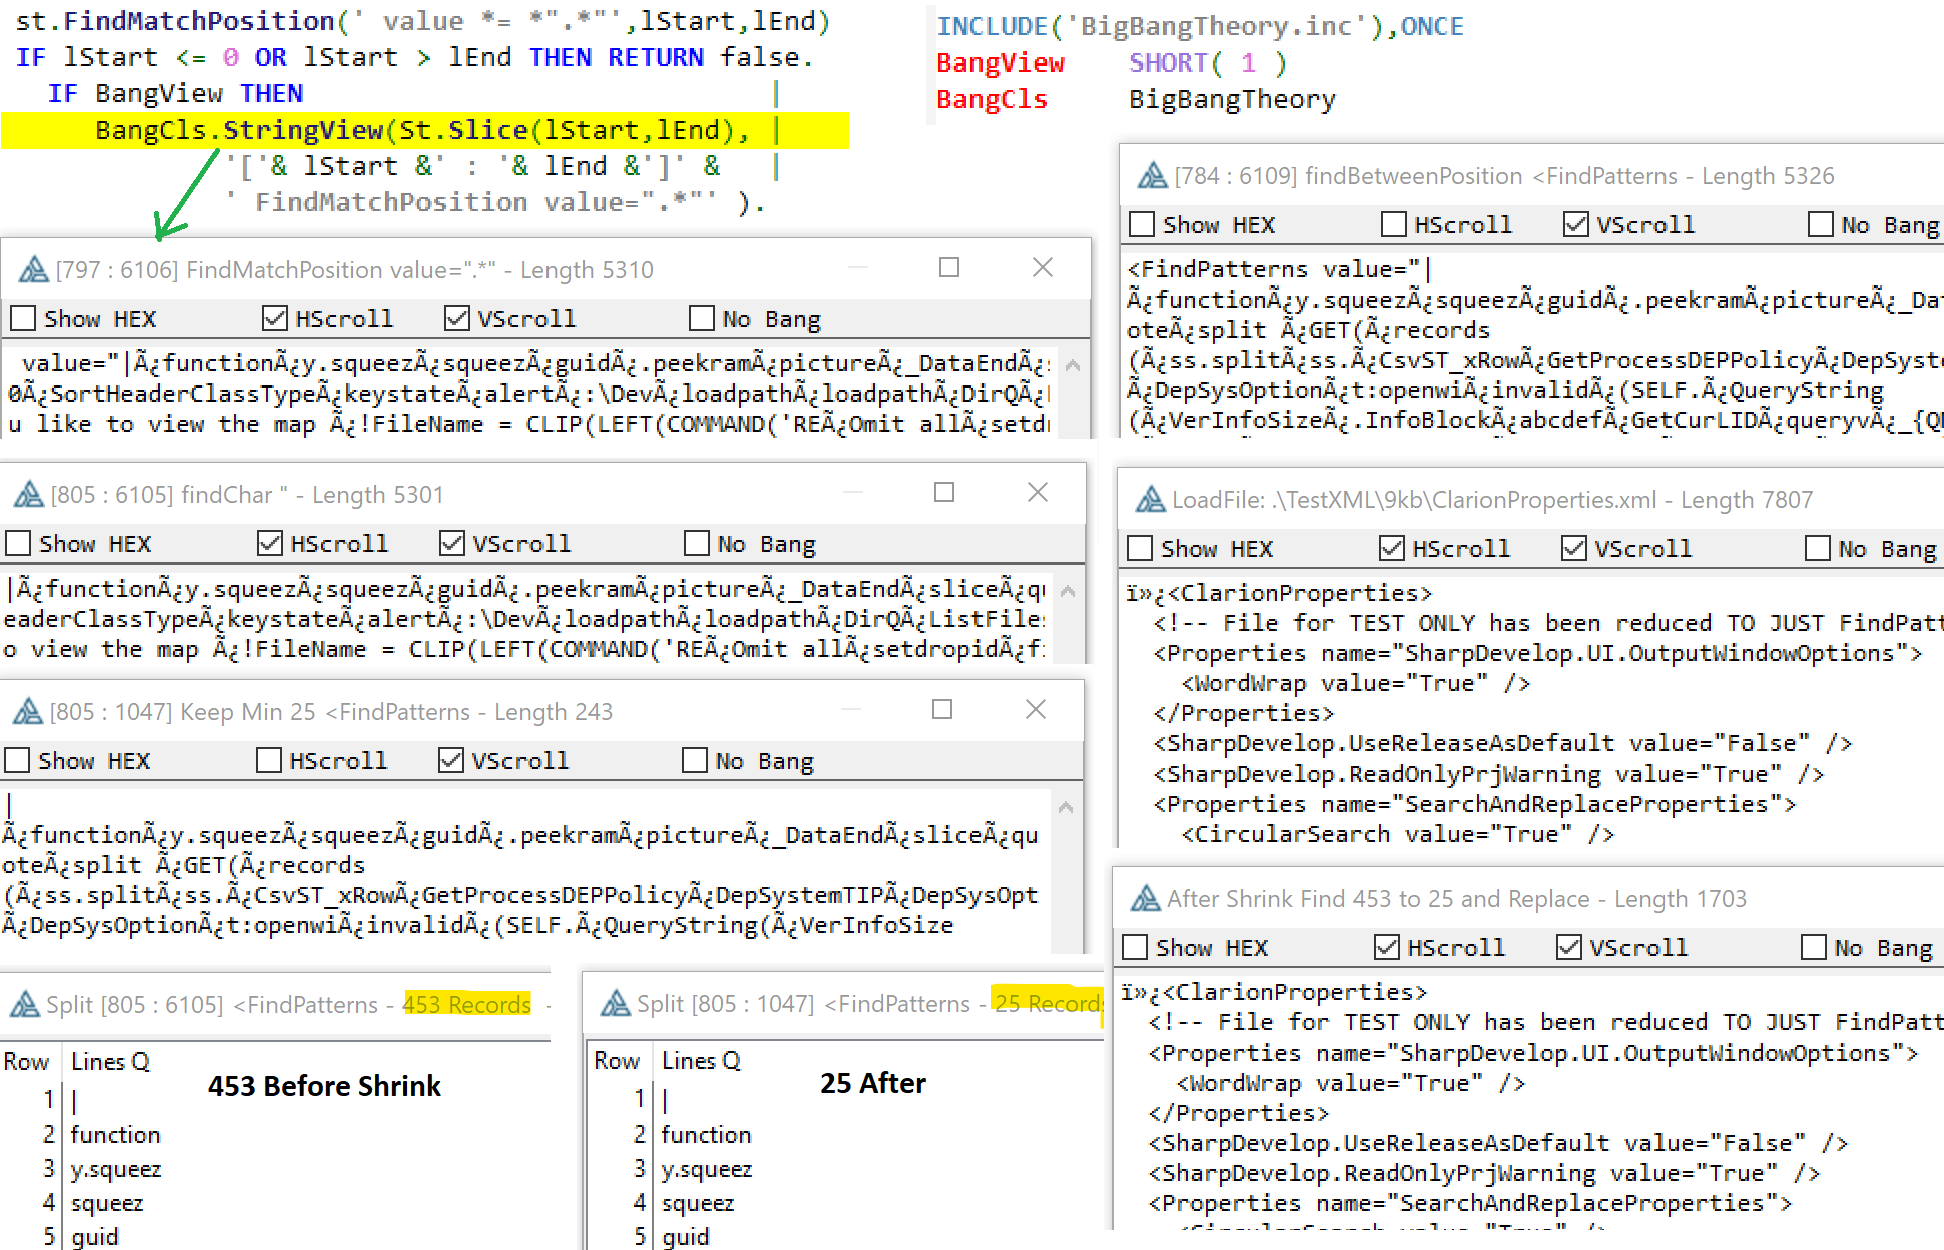 st.FindMatchPosition(' value *= *".*"',lStart,lEnd)
IF lStart <= 0 OR lStart > lEnd THEN RETURN false.
IF BangView THEN |
BangCls.StringView(St.Slice(lStart,lEnd), |
'['& lStart &' : '& lEnd &']' & |
' FindMatchPosition value=".*"' ).
INCLUDE('BigBangTheory.inc'),ONCE
BangView SHORT( 1 )
BangCls BigBangTheory
[797 : 6106] FindMatchPosition value=".*" - Length 5310
Show HEX HScroll VScroll No Bang
value="|Ã¿functionÃ¿y.squeezÃ¿squeezÃ¿guidÃ¿.peekramÃ¿pictureÃ¿_DataEndÃ¿
0Ã¿SortHeaderClassTypeÃ¿keystateÃ¿alertÃ¿:\DevÃ¿loadpathÃ¿loadpathÃ¿DirQÃ¿
u like to view the map Ã¿!FileName = CLIP(LEFT(COMMAND('REÃ¿Omit allÃ¿setd
[805 : 6105] findChar " - Length 5301
Show HEX HScroll VScroll No Bang
|Ã¿functionÃ¿y.squeezÃ¿squeezÃ¿guidÃ¿.peekramÃ¿pictureÃ¿_DataEndÃ¿sliceÃ¿q
eaderClassTypeÃ¿keystateÃ¿alertÃ¿:\DevÃ¿loadpathÃ¿loadpathÃ¿DirQÃ¿ListFile
o view the map Ã¿!FileName = CLIP(LEFT(COMMAND('REÃ¿Omit allÃ¿setdropidÃ¿f
[805 : 1047] Keep Min 25 <FindPatterns - Length 243
Show HEX HScroll VScroll No Bang
|
Ã¿functionÃ¿y.squeezÃ¿squeezÃ¿guidÃ¿.peekramÃ¿pictureÃ¿_DataEndÃ¿sliceÃ¿qu
oteÃ¿split Ã¿GET(Ã¿records
(Ã¿ss.splitÃ¿ss.Ã¿CsvST_xRowÃ¿GetProcessDEPPolicyÃ¿DepSystemTIPÃ¿DepSysOpt
Ã¿DepSysOptionÃ¿t:openwiÃ¿invalidÃ¿(SELF.Ã¿QueryString(Ã¿VerInfoSize
Split [805 : 6105] <FindPatterns - 453 Records -
Row Lines Q
453 Before Shrink
1 |
2 function
3 y.squeez
4 squeez
5 guid
Split [805 : 1047] <FindPatterns - 25 Records
Row Lines Q
25 After
1 |
2 function
3 y.squeez
4 squeez
5 guid
[784 : 6109] findBetweenPosition <FindPatterns - Length 5326
Show HEX HScroll VScroll No Bang
<FindPatterns value="|
Ã¿functionÃ¿y.squeezÃ¿squeezÃ¿guidÃ¿.peekramÃ¿pictureÃ¿_Da
oteÃ¿split Ã¿GET(Ã¿records
(Ã¿ss.splitÃ¿ss.Ã¿CsvST_xRowÃ¿GetProcessDEPPolicyÃ¿DepSyst
Ã¿DepSysOptionÃ¿t:openwiÃ¿invalidÃ¿(SELF.Ã¿QueryString
(Ã¿VerInfoSizeÃ¿.InfoBlockÃ¿abcdefÃ¿GetCurLIDÃ¿queryvÃ¿_{Q
LoadFile: .\TestXML\9kb\ClarionProperties.xml - Length 7807
Show HEX HScroll VScroll No Bang
ï»¿<ClarionProperties>
<!-- File for TEST ONLY has been reduced TO JUST FindPatt
<Properties name="SharpDevelop.UI.OutputWindowOptions">
<WordWrap value="True" />
</Properties>
<SharpDevelop.UseReleaseAsDefault value="False" />
<SharpDevelop.ReadOnlyPrjWarning value="True" />
<Properties name="SearchAndReplaceProperties">
<CircularSearch value="True" />
After Shrink Find 453 to 25 and Replace - Length 1703
Show HEX HScroll VScroll No Bang
ï»¿<ClarionProperties>
<!-- File for TEST ONLY has been reduced TO JUST FindPatt
<Properties name="SharpDevelop.UI.OutputWindowOptions">
<WordWrap value="True" />
</Properties>
<SharpDevelop.UseReleaseAsDefault value="False" />
<SharpDevelop.ReadOnlyPrjWarning value="True" />
<Properties name="SearchAndReplaceProperties">